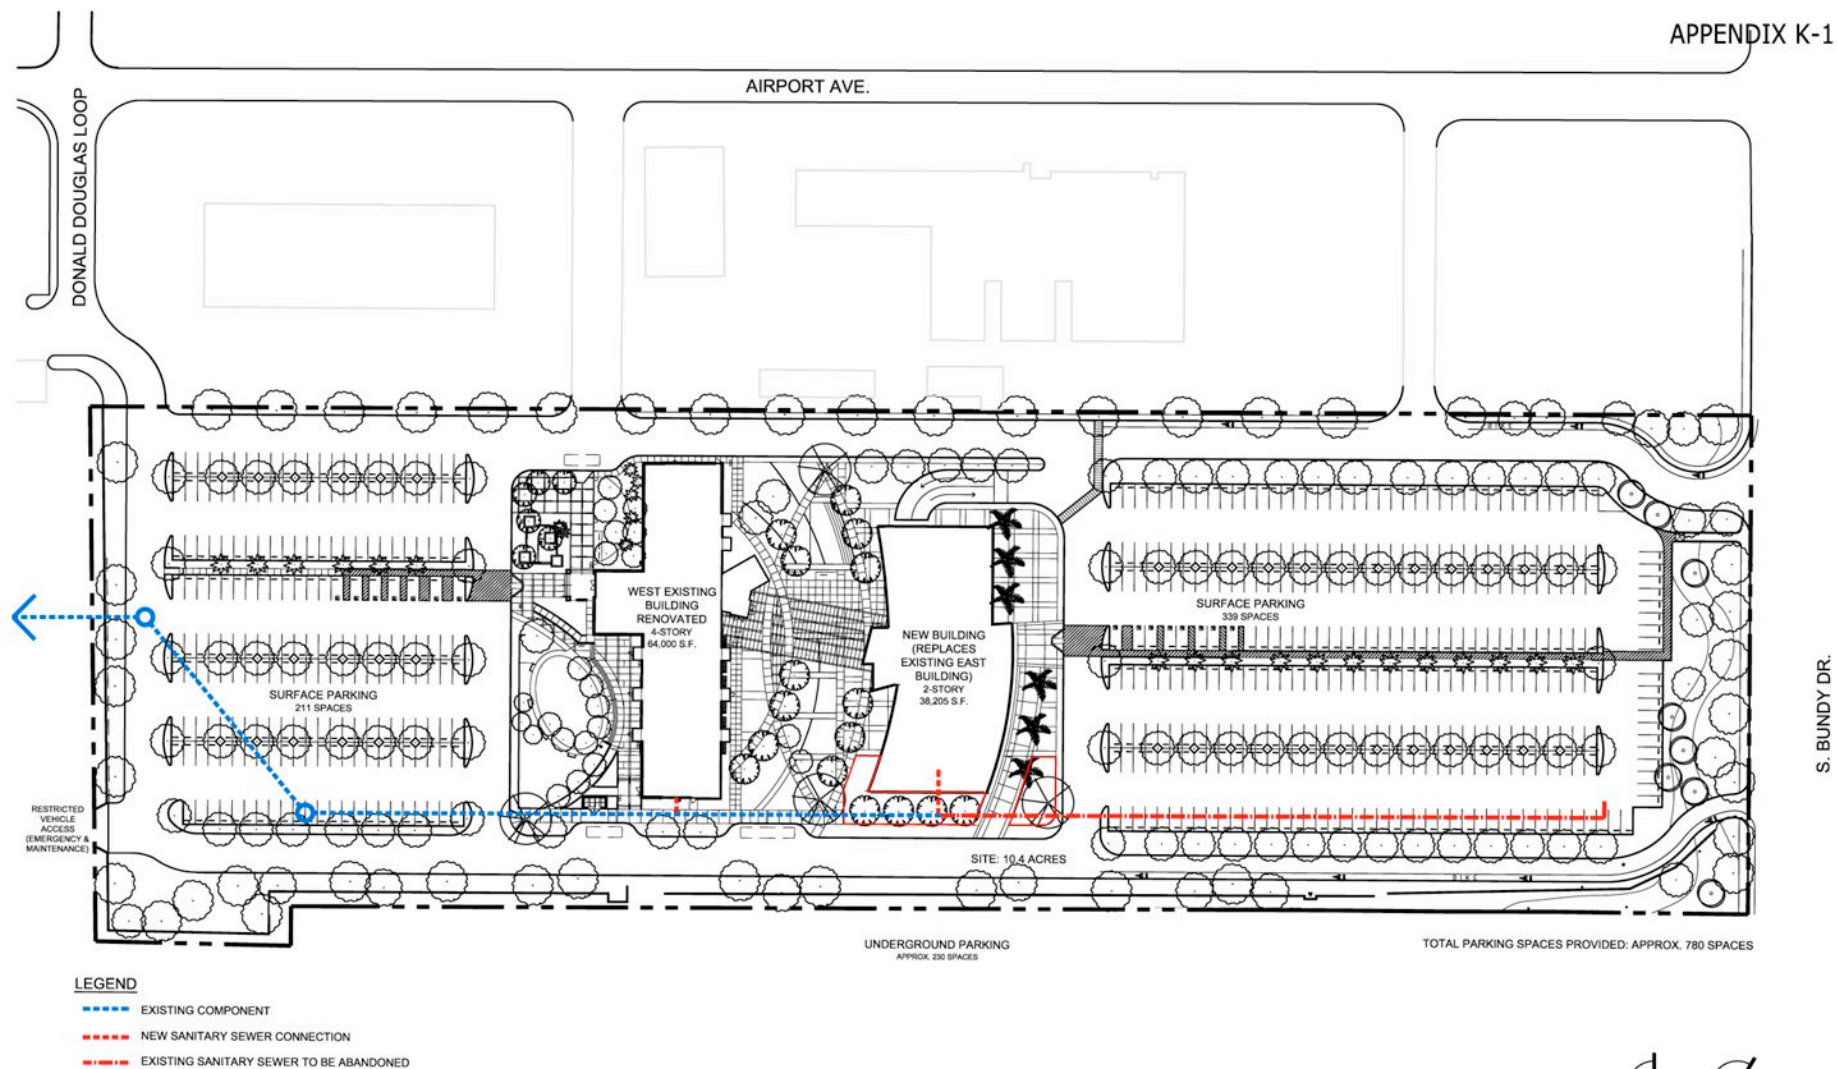 APPENDIX K-1
AIRPORT AVE.
DONALD DOUGLAS LOOP
WEST EXISTING
BUILDING
RENOVATED
4-STORY
64,000 S.F.
NEW BUILDING
(REPLACES
EXISTING EAST
BUILDING)
2-STORY
38,205 S.F.
SURFACE PARKING
339 SPACES
SURFACE PARKING
211 SPACES
S. BUNDY DR.
RESTRICTED
VEHICLE
ACCESS
(EMERGENCY &
MAINTENANCE)
SITE: 10.4 ACRES
BIKE
UNDERGROUND PARKING
APPROX. 230 SPACES
TOTAL PARKING SPACES PROVIDED: APPROX. 780 SPACES
LEGEND
EXISTING COMPONENT
NEW SANITARY SEWER CONNECTION
EXISTING SANITARY SEWER TO BE ABANDONED